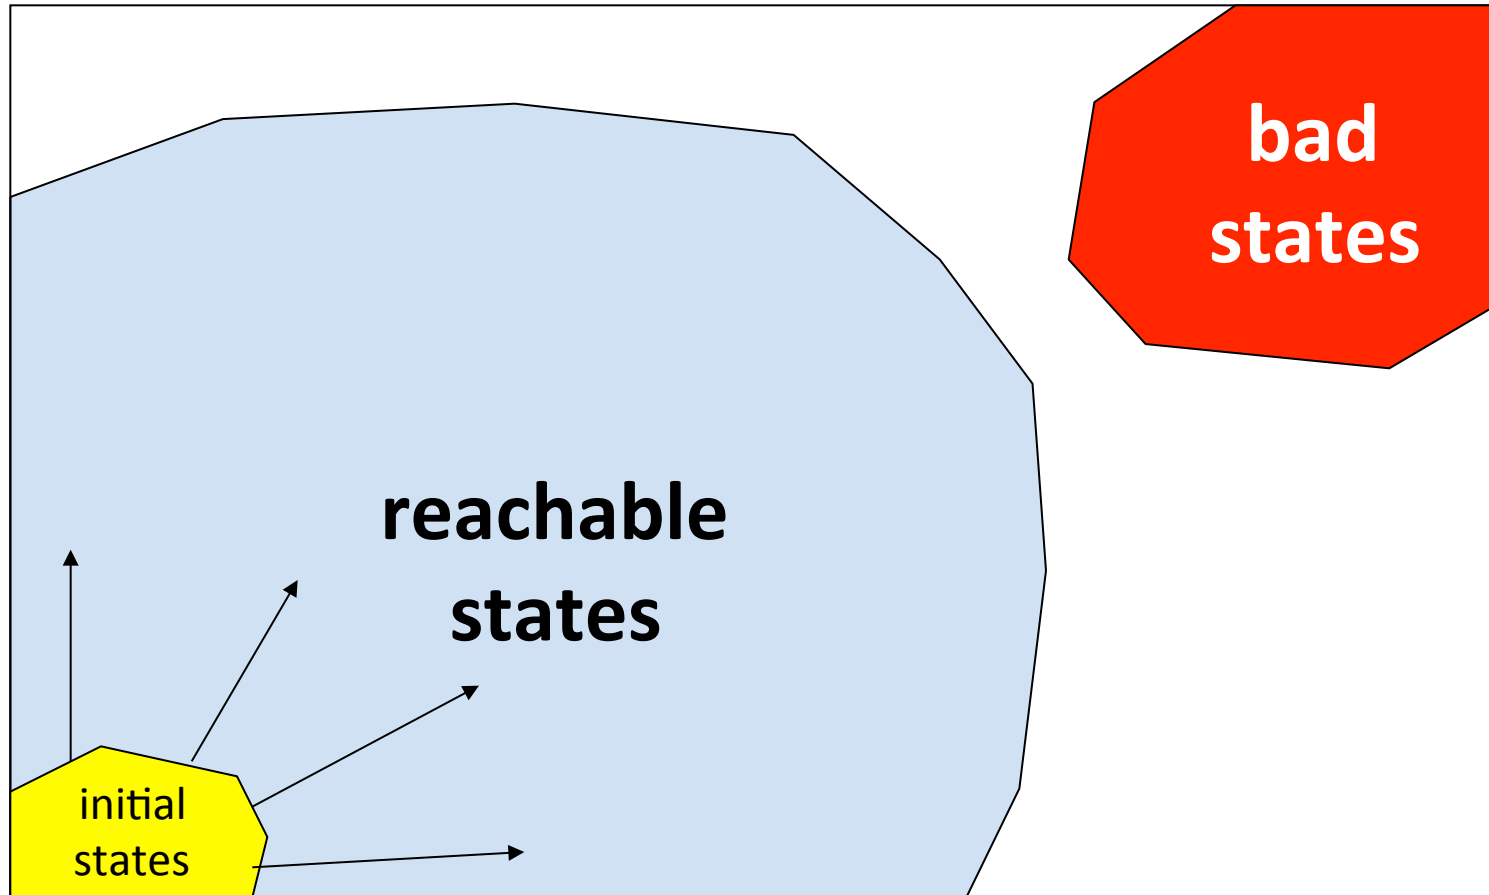 bad
states
reachable
states
initial
states